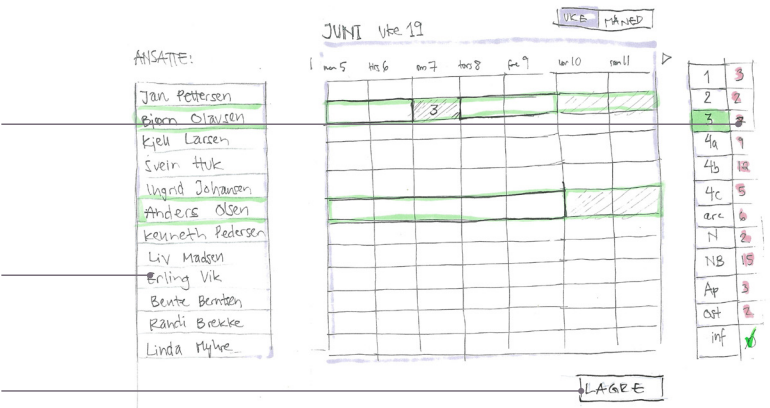 UKE MÅNED
JUNI Uke 19
ANSATTE:
man 5 tirs 6 on 7 tors 8 fre 9 lør 10 søn 11
Jan Pettersen
Bjørn Olavsen
Kjell Larsen
Svein Huk
Ingrid Johansen
Anders Olsen
Kenneth Pedersen
Liv Madsen
Erling Vik
Bente Berntsen
Randi Brekke
Linda Myhre
3
1 3
2 2
3
4a 9
4b 12
4c 5
arc 6
N 2
NB 15
Ap 3
Ost 2
inf
LAGRE